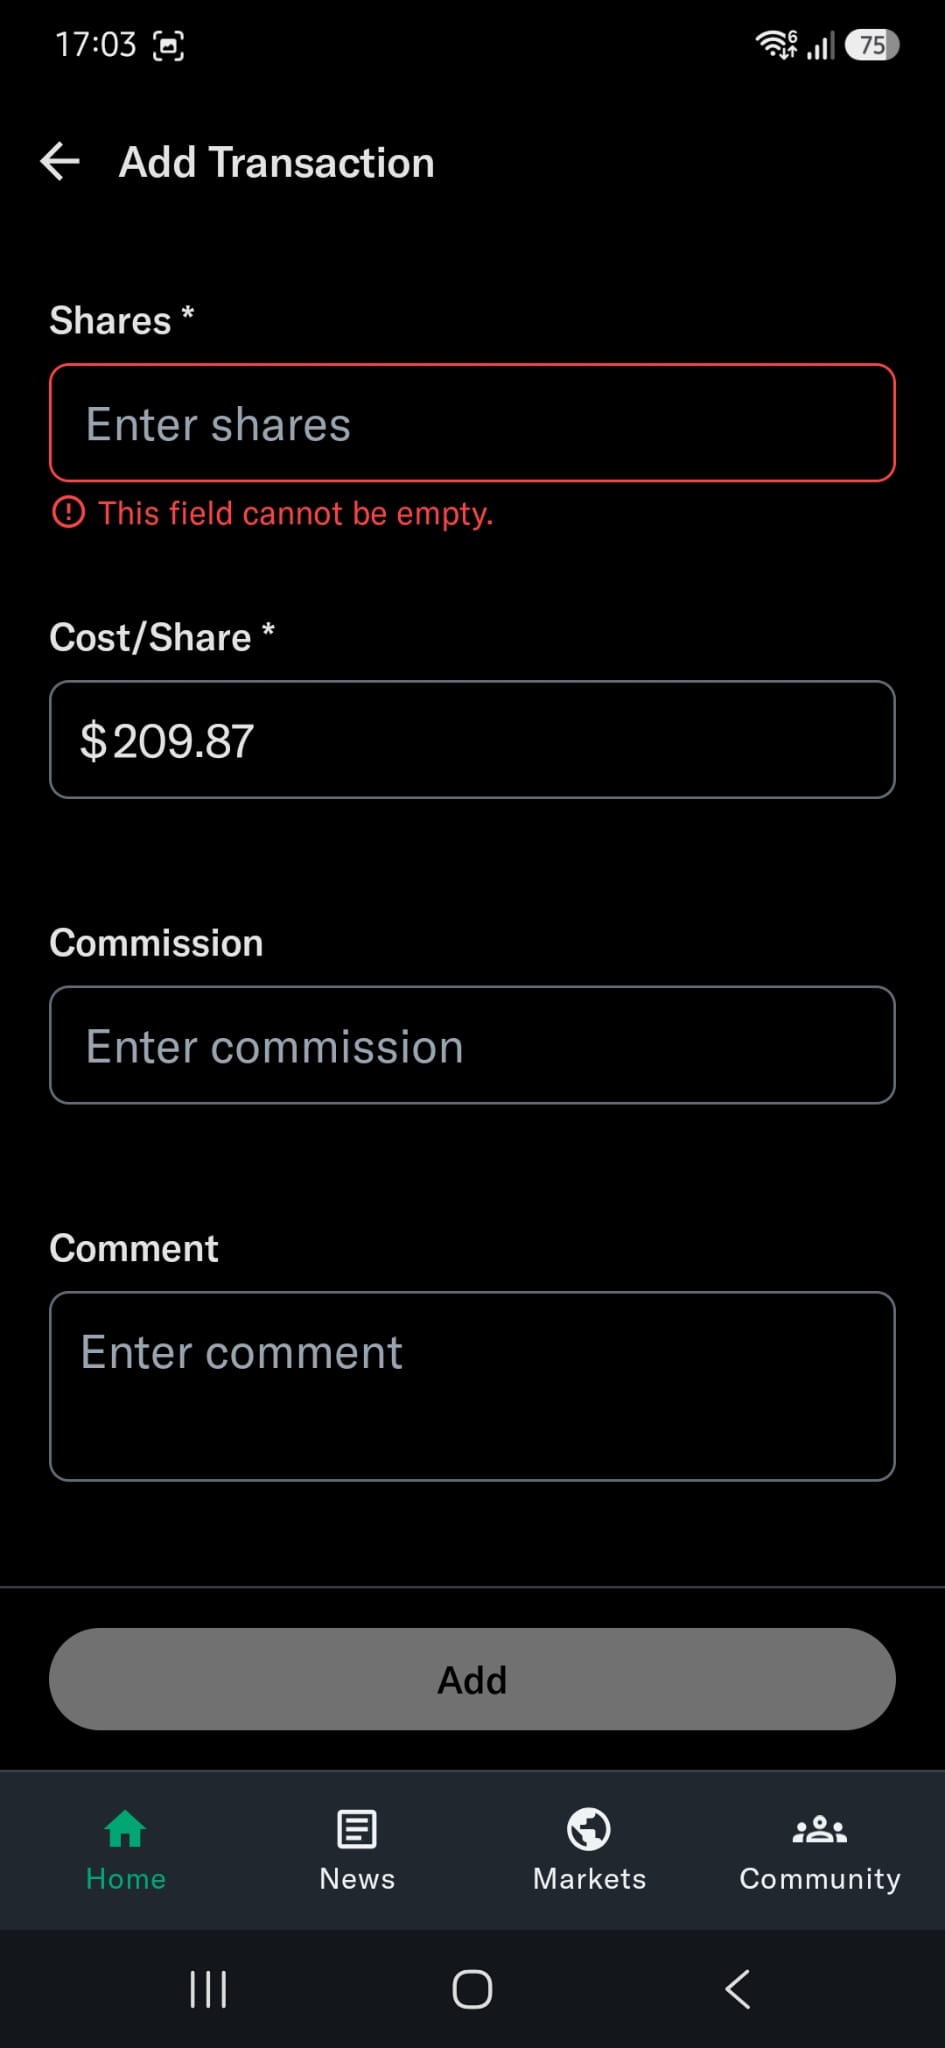 17:03
6
75
Add Transaction
Shares *
Enter shares
This field cannot be empty.
Cost/Share *
$209.87
Commission
Enter commission
Comment
Enter comment
Add
Home News Markets Community